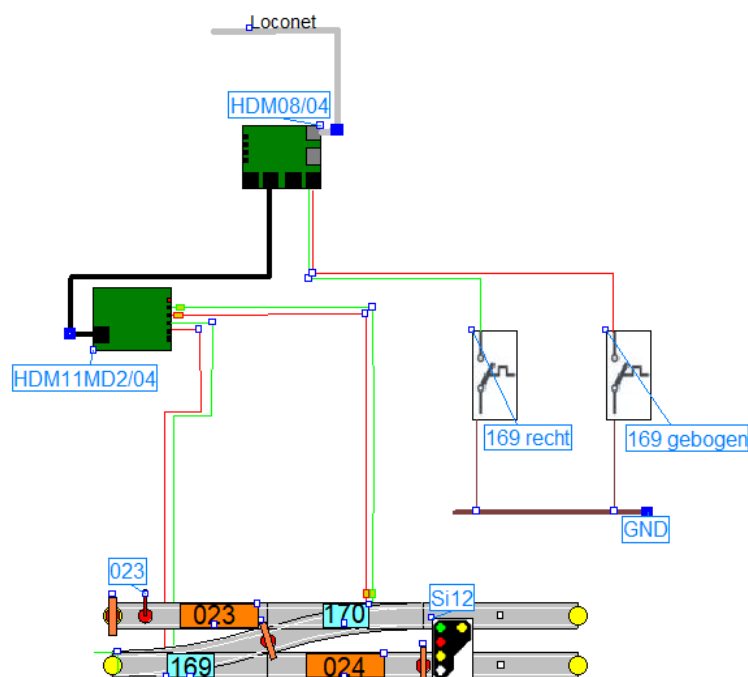 Loconet
HDM08/04
HDM11MD2/04
169 recht
169 gebogen
GND
023
023
170
Si12
169
024